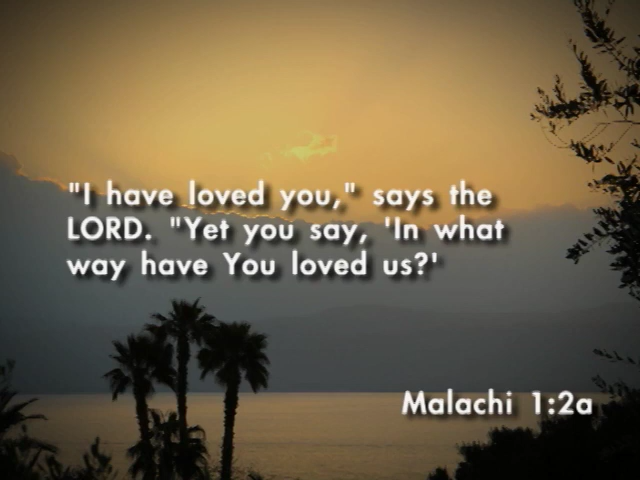 "I have loved you," says the
LORD. "Yet you say, 'In what
way have You loved us?'
Malachi 1:2a